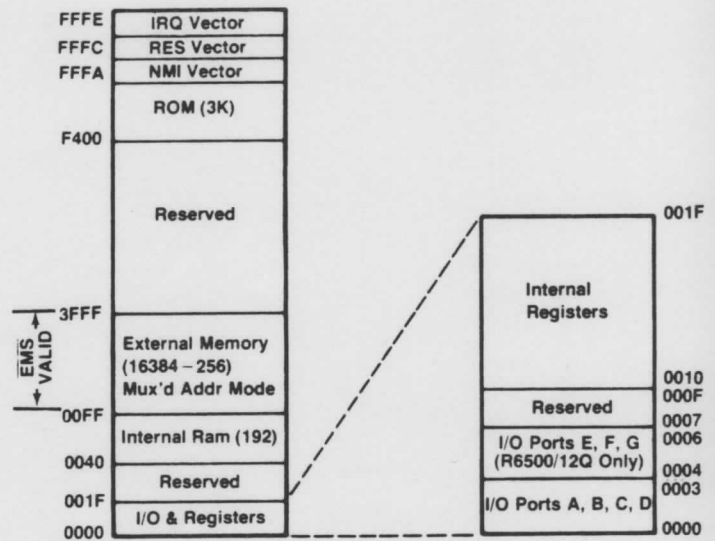 FFFE
IRQ Vector
FFFC
RES Vector
FFFA
NMI Vector
ROM (3K)
F400
Reserved
3FFF
EMS
VALID
External Memory
(16384 – 256)
Mux'd Addr Mode
00FF
Internal Ram (192)
0040
Reserved
001F
I/O & Registers
0000
001F
Internal
Registers
0010
000F
Reserved
0007
0006
I/O Ports E, F, G
(R6500/12Q Only)
0004
0003
I/O Ports A, B, C, D
0000